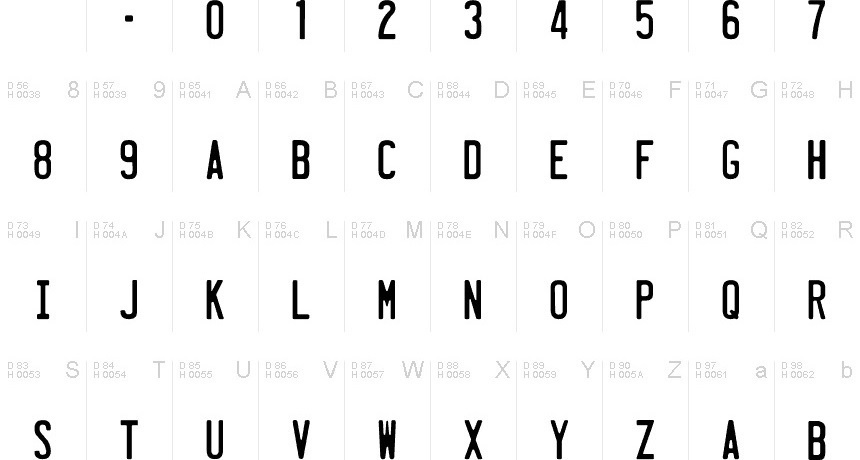 - 0 1 2 3 4 5 6 7
D 56 H 0038 8 D 57 H 0039 9 D 65 H 0041 A D 66 H 0042 B D 67 H 0043 C D 68 H 0044 D D 69 H 0045 E D 70 H 0046 F D 71 H 0047 G D 72 H 0048 H
8 9 A B C D E F G H
D 73 H 0049 I D 74 H 004A J D 75 H 004B K D 76 H 004C L D 77 H 004D M D 78 H 004E N D 79 H 004F O D 80 H 0050 P D 81 H 0051 Q D 82 H 0052 R
I J K L M N O P Q R
D 83 H 0053 S D 84 H 0054 T D 85 H 0055 U D 86 H 0056 V D 87 H 0057 W D 88 H 0058 X D 89 H 0059 Y D 90 H 005A Z D 97 H 0061 a D 98 H 0062 b
S T U V W X Y Z A B